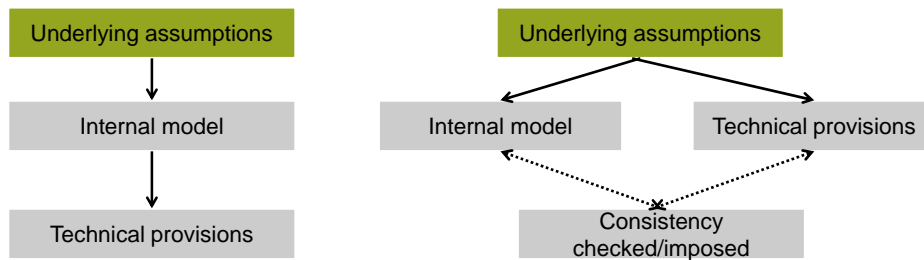 Underlying assumptions
Internal model
Technical provisions
Underlying assumptions
Internal model
Technical provisions
Consistency
checked/imposed